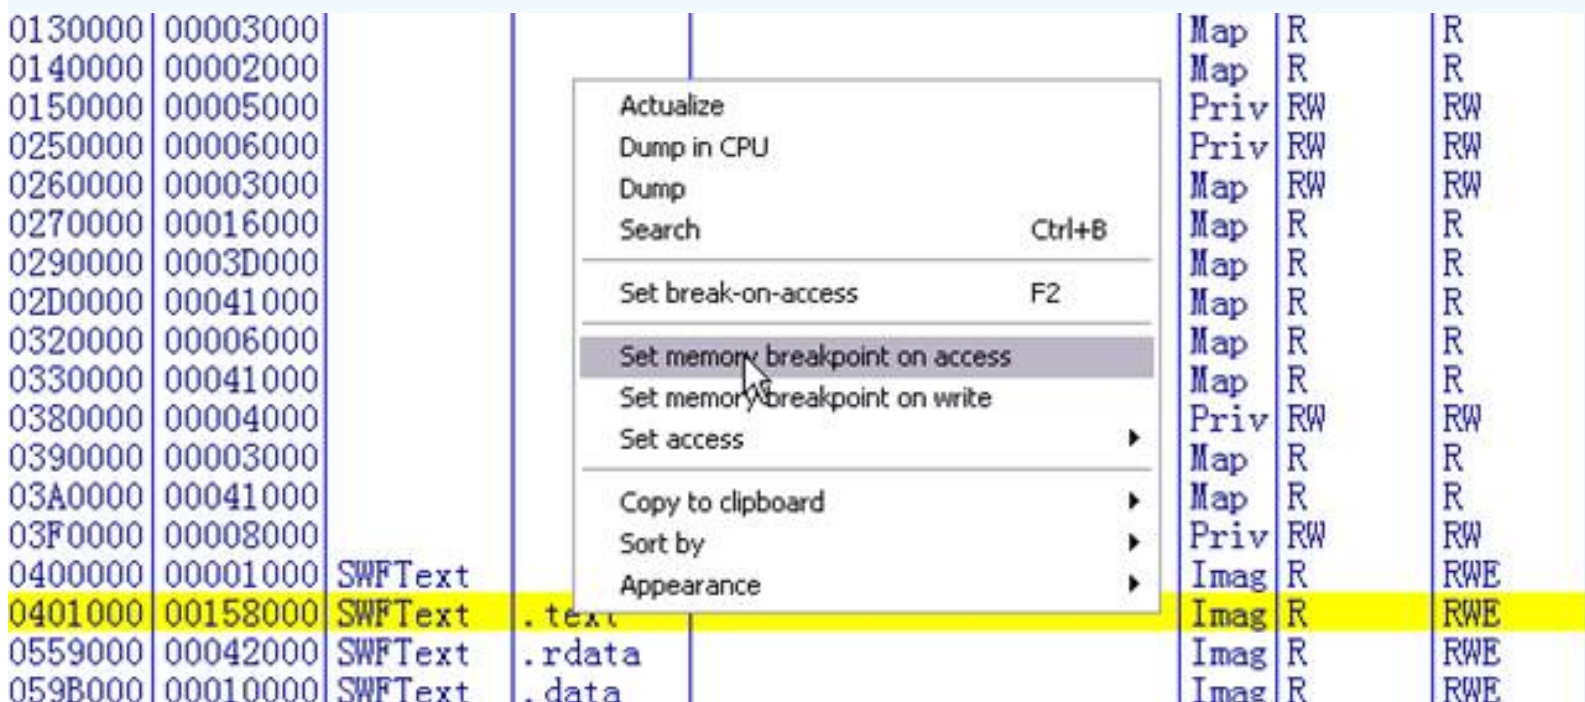 0130000 00003000 Map R R
0140000 00002000 Map R R
0150000 00005000 Priv RW RW
0250000 00006000 Priv RW RW
0260000 00003000 Map RW RW
0270000 00016000 Map R R
0290000 0003D000 Map R R
02D0000 00041000 Map R R
0320000 00006000 Map R R
0330000 00041000 Map R R
0380000 00004000 Priv RW RW
0390000 00003000 Map R R
03A0000 00041000 Map R R
03F0000 00008000 Priv RW RW
0400000 00001000 SWFText Imag R RWE
0401000 00158000 SWFText .text Imag R RWE
0559000 00042000 SWFText .rdata Imag R RWE
059B000 00010000 SWFText .data Imag R RWE
Actualize
Dump in CPU
Dump
Search Ctrl+B
Set break-on-access F2
Set memory breakpoint on access
Set memory breakpoint on write
Set access
Copy to clipboard
Sort by
Appearance